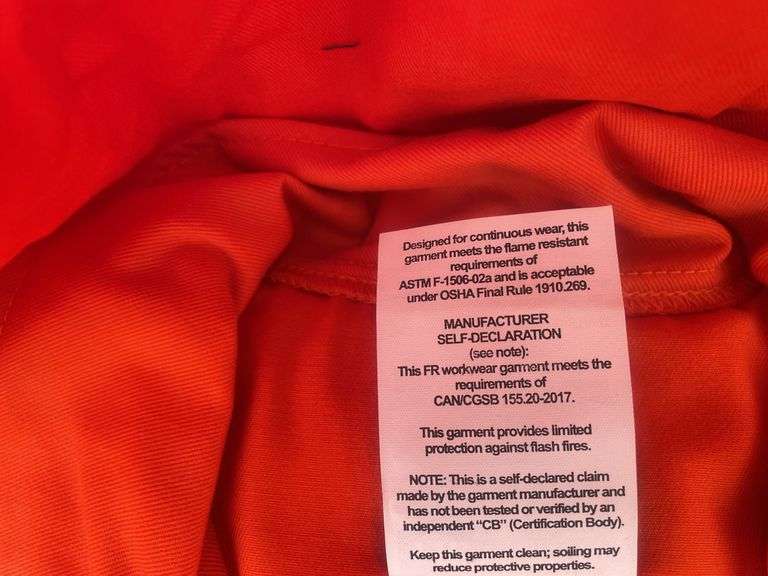 Designed for continuous wear, this
garment meets the flame resistant
requirements of
ASTM F-1506-02a and is acceptable
under OSHA Final Rule 1910.269.
MANUFACTURER
SELF-DECLARATION
(see note):
This FR workwear garment meets the
requirements of
CAN/CGSB 155.20-2017.
This garment provides limited
protection against flash fires.
NOTE: This is a self-declared claim
made by the garment manufacturer and
has not been tested or verified by an
independent “CB” (Certification Body).
Keep this garment clean; soiling may
reduce protective properties.